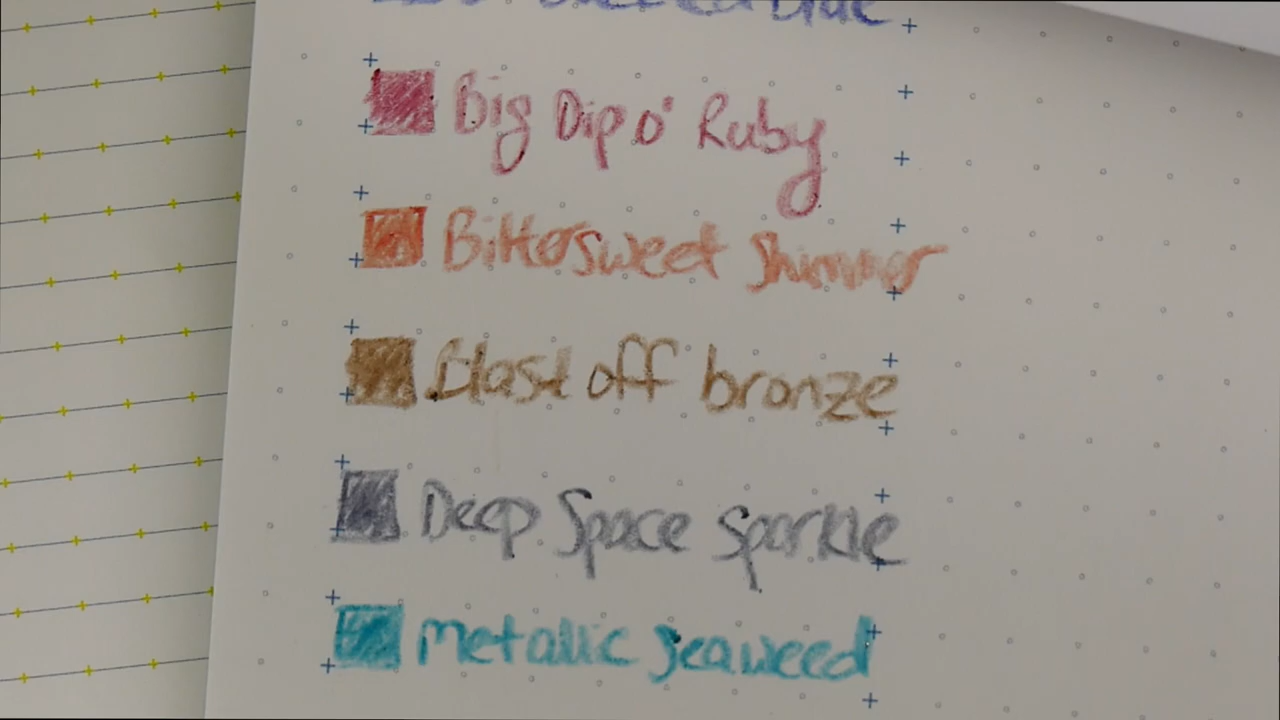 Big Dip o' Ruby
Bittersweet Shimmer
Blast off bronze
Deep Space Sparkle
Metallic Seaweed